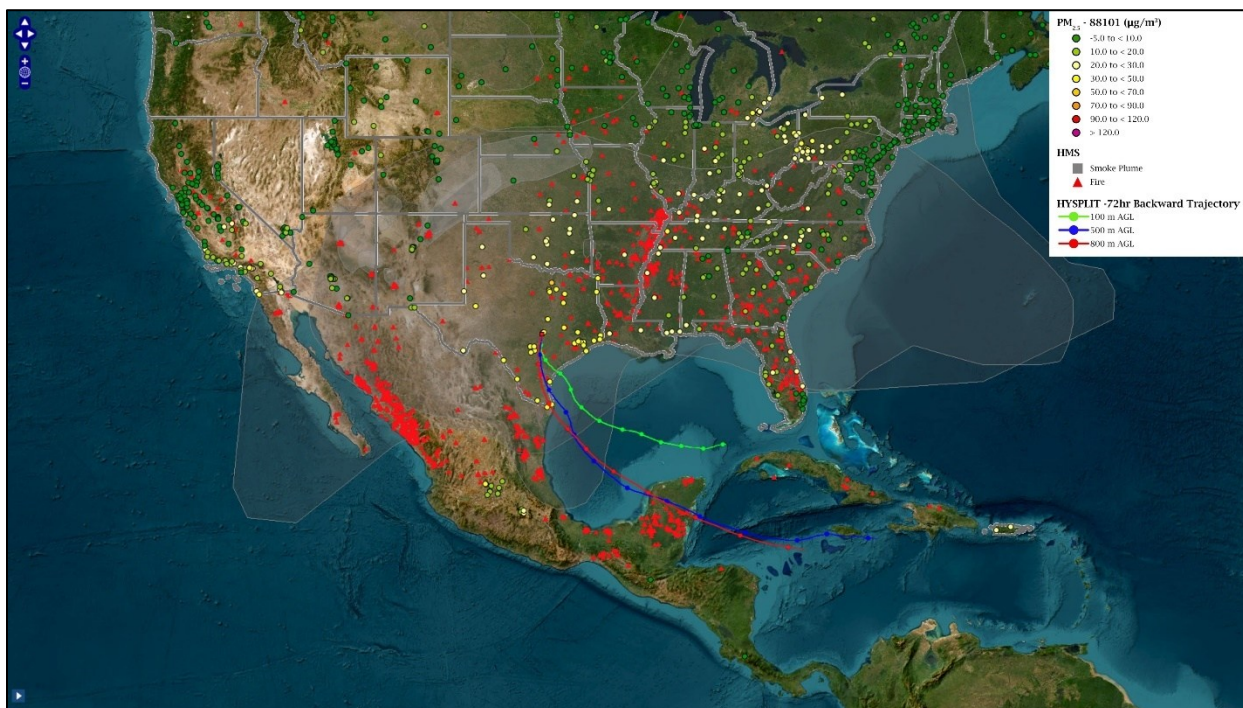 PM2.5 - 88101 (µg/m³)
-5.0 to < 10.0
10.0 to < 20.0
20.0 to < 30.0
30.0 to < 50.0
50.0 to < 70.0
70.0 to < 90.0
90.0 to < 120.0
> 120.0
HMS
Smoke Plume
Fire
HYSPLIT -72hr Backward Trajectory
100 m AGL
500 m AGL
800 m AGL